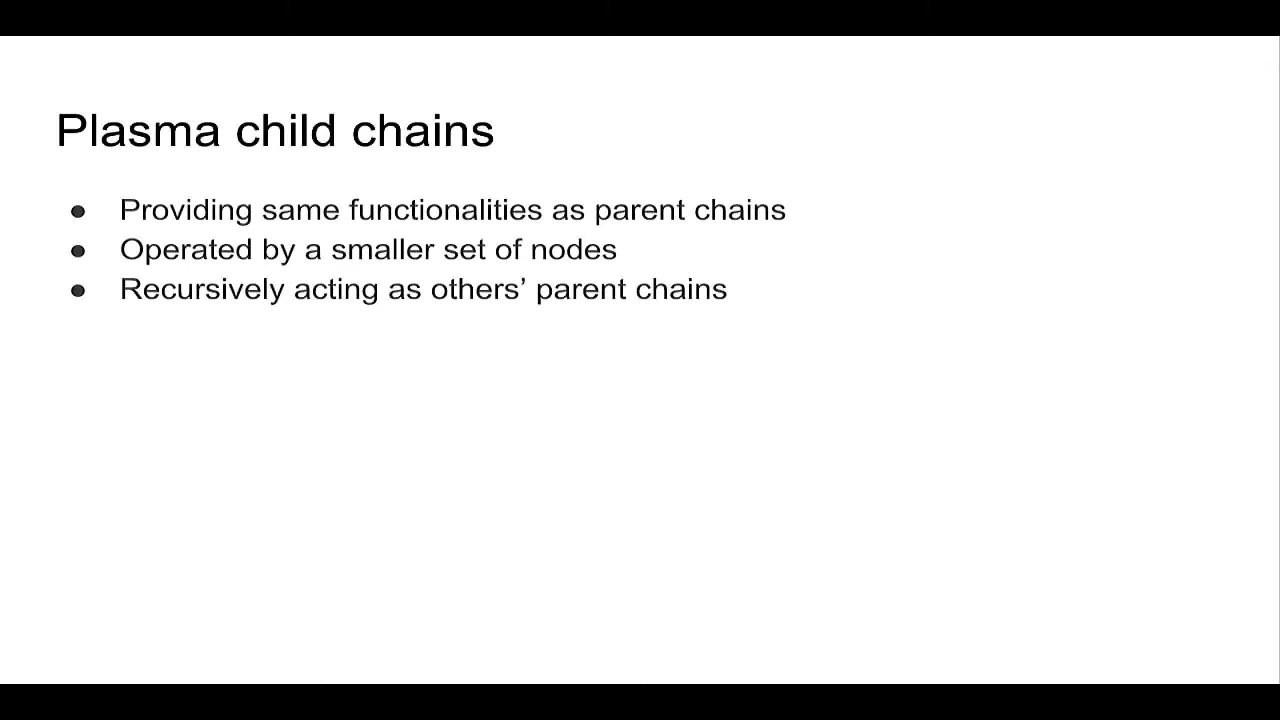 Plasma child chains
● Providing same functionalities as parent chains
● Operated by a smaller set of nodes
● Recursively acting as others’ parent chains